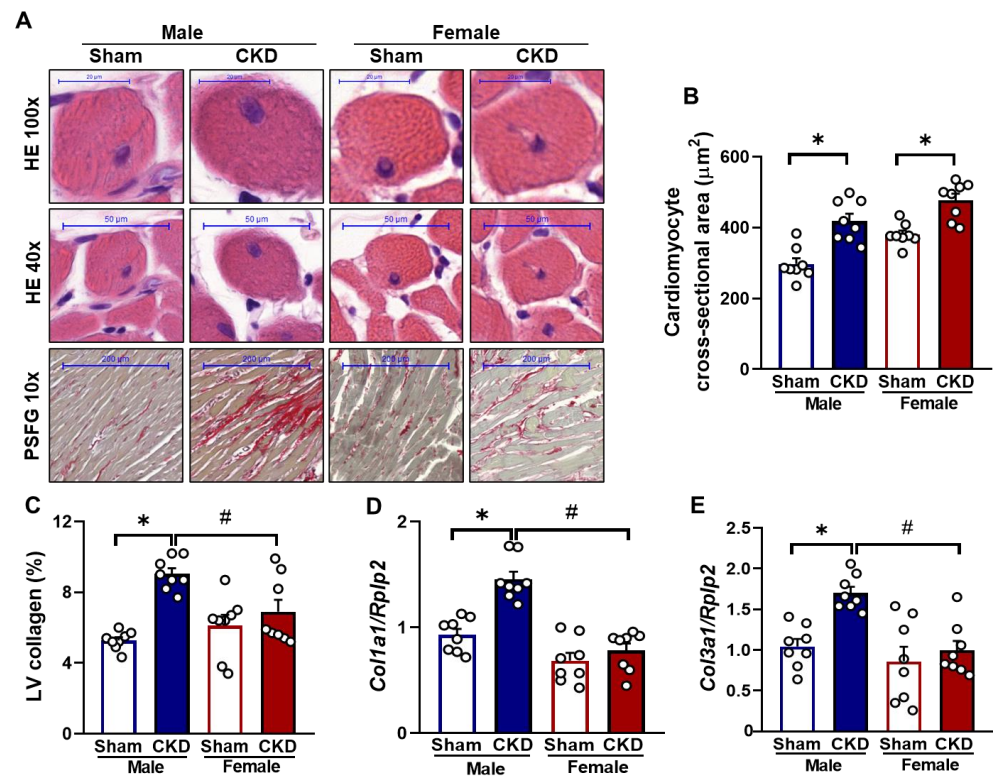 A
Male
Female
Sham
CKD
Sham
CKD
HE 100x
20 µm
20 µm
20 µm
20 µm
HE 40x
50 µm
50 µm
50 µm
50 µm
PSFG 10x
200 µm
200 µm
200 µm
200 µm
B
Cardiomyocyte
cross-sectional area (µm²)
600
400
200
0
*
*
Sham
CKD
Sham
CKD
Male
Female
C
LV collagen (%)
12
8
4
0
*
#
Sham
CKD
Sham
CKD
Male
Female
D
Col1a1/Rplp2
2
1
0
*
#
Sham
CKD
Sham
CKD
Male
Female
E
Col3a1/Rplp2
2.5
2.0
1.5
1.0
0.5
0
*
#
Sham
CKD
Sham
CKD
Male
Female